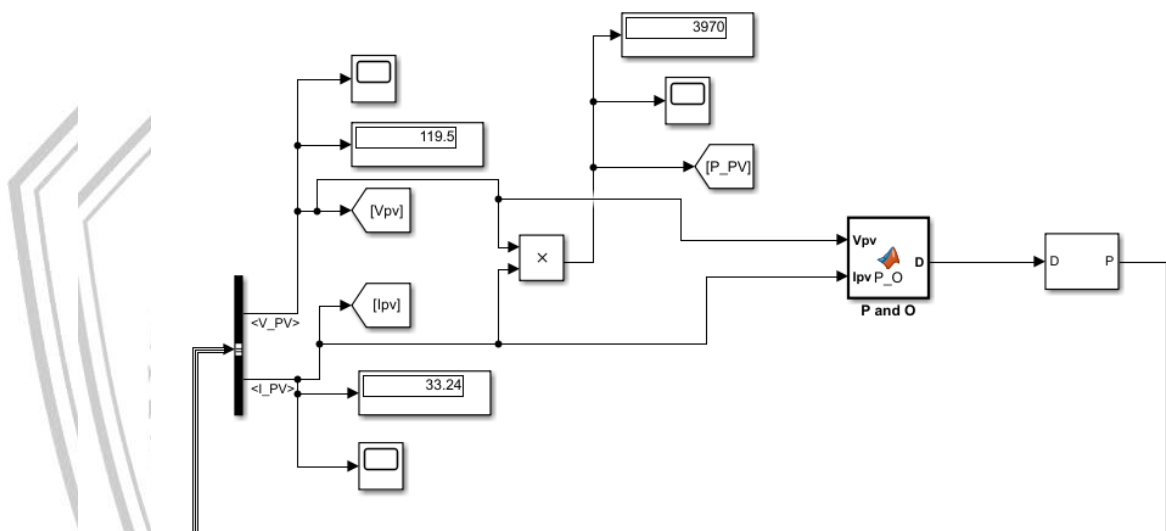 3970
119.5
[P_PV]
[Vpv]
×
Vpv
Ipv
P_O
D
P and O
D
P
[Ipv]
<V_PV>
<I_PV>
33.24